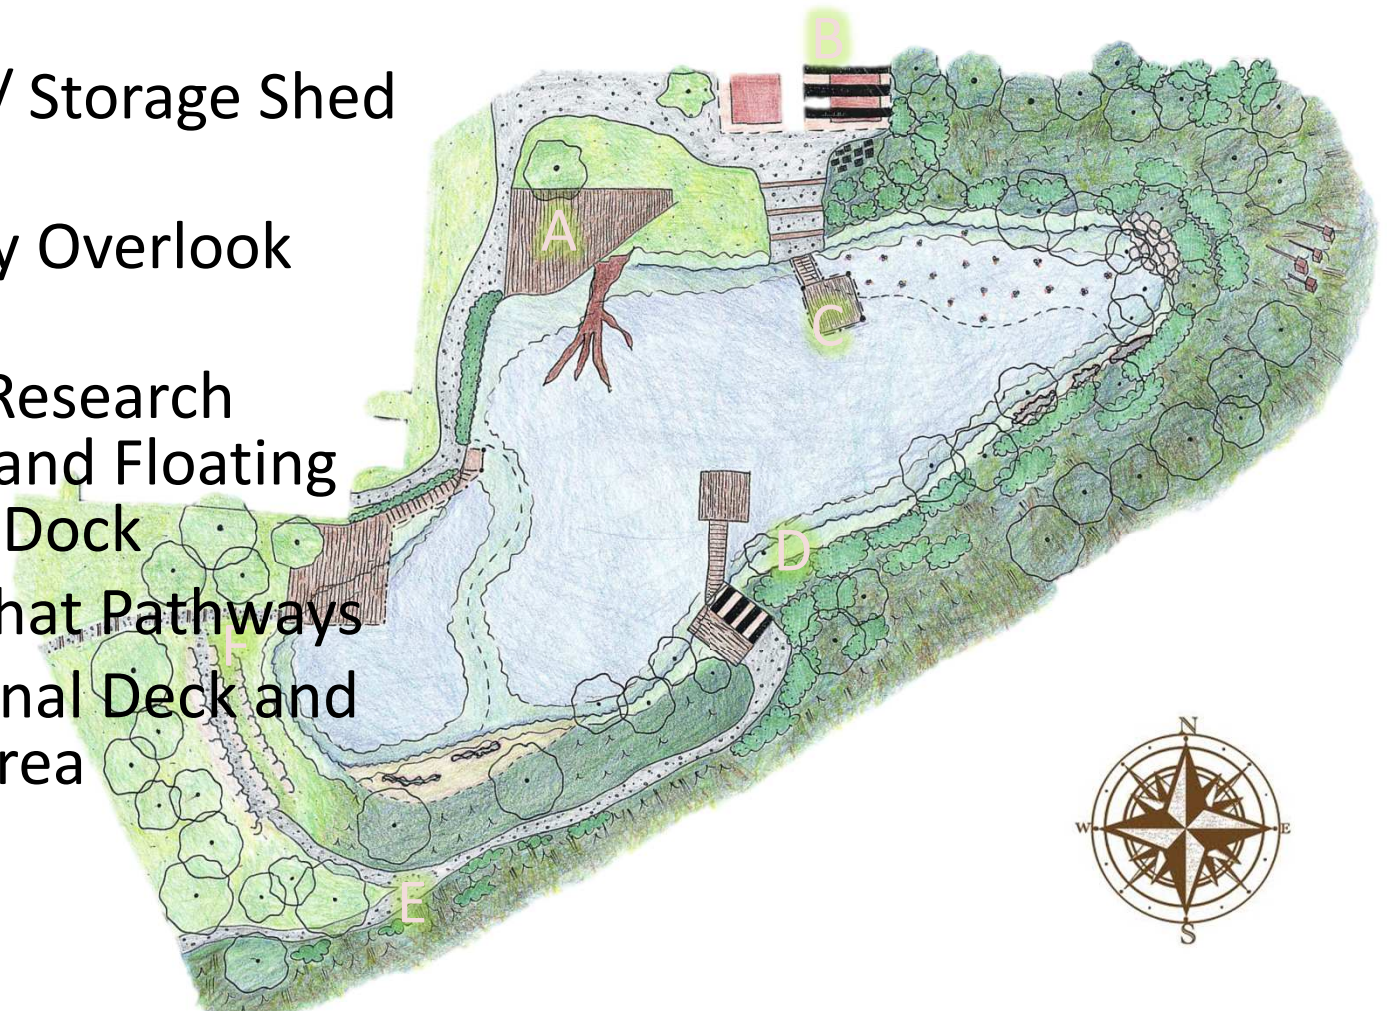 / Storage Shed
y Overlook
Research
and Floating
Dock
hat Pathways
nal Deck and
rea
A
B
C
D
E
F
N
W
E
S